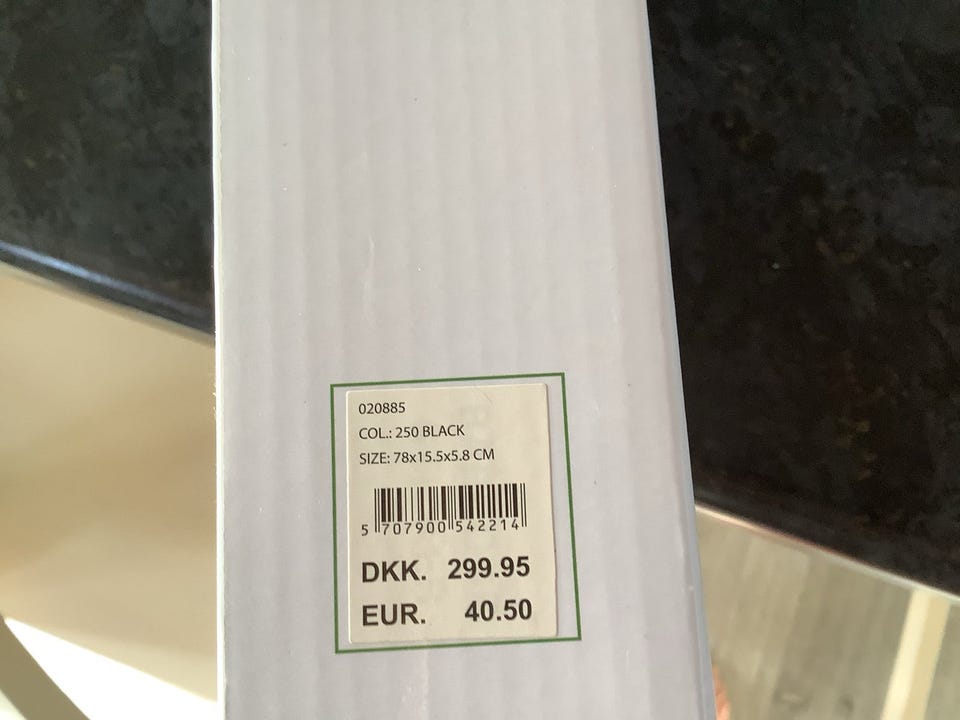 020885
COL.: 250 BLACK
SIZE: 78x15.5x5.8 CM
5 707900 542214
DKK. 299.95
EUR. 40.50